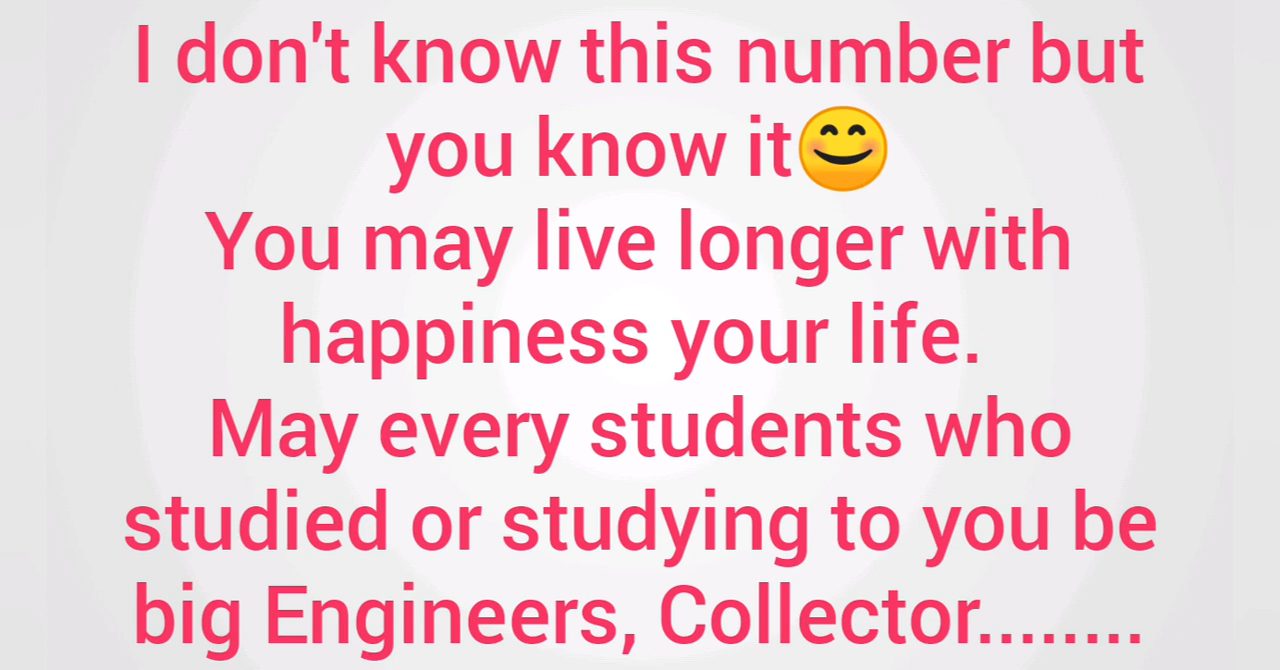 I don't know this number but
you know it😊
You may live longer with
happiness your life.
May every students who
studied or studying to you be
big Engineers, Collector........